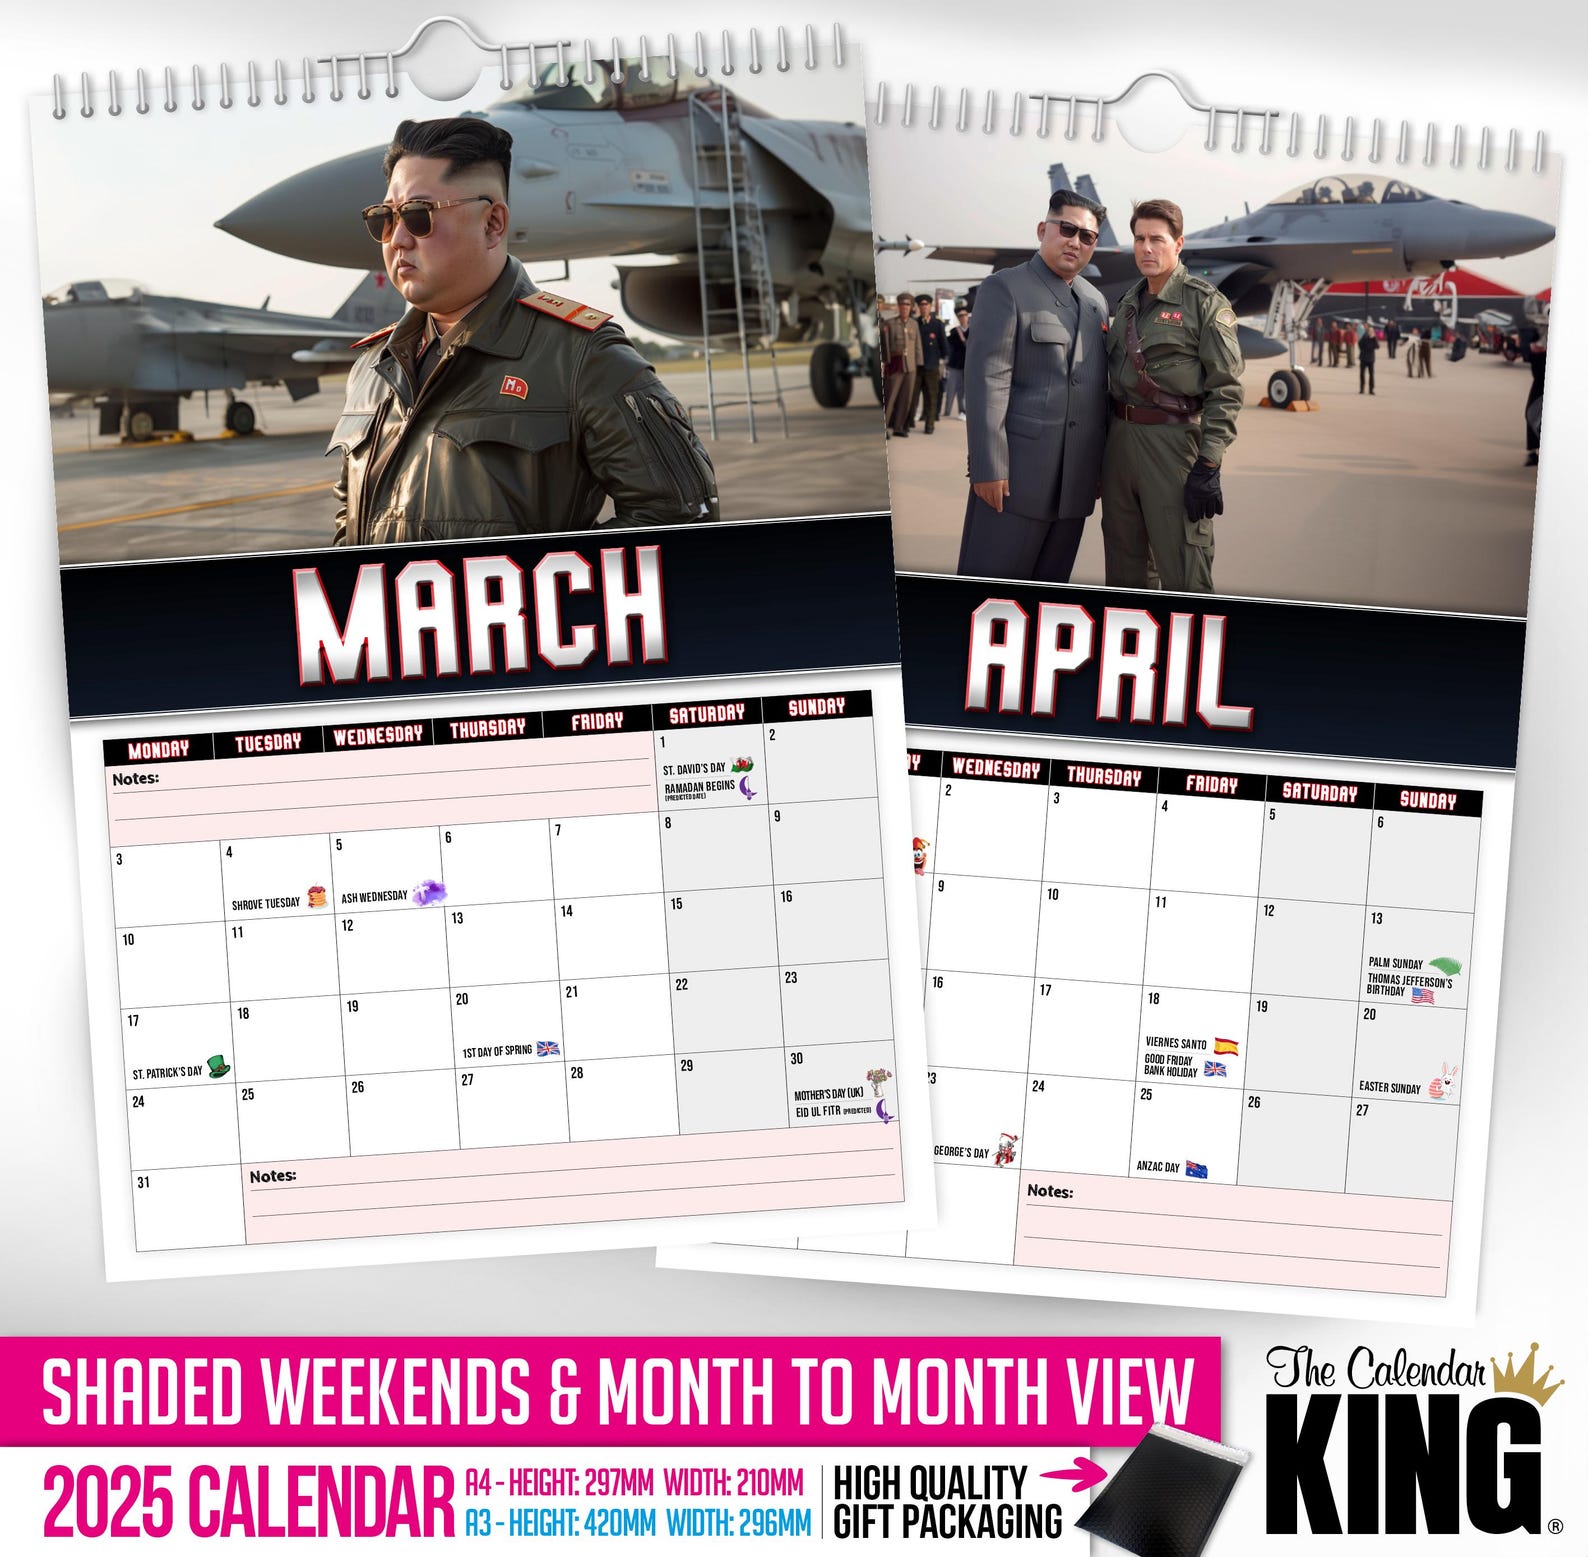 MARCH
MONDAY TUESDAY WEDNESDAY THURSDAY FRIDAY SATURDAY SUNDAY
Notes:
1
ST. DAVID'S DAY
RAMADAN BEGINS
(PREDICTED DATE)
2
3
4
SHROVE TUESDAY
5
ASH WEDNESDAY
6
7
8
9
10
11
12
13
14
15
16
17
ST. PATRICK'S DAY
18
19
20
1ST DAY OF SPRING
21
22
23
24
25
26
27
28
29
30
MOTHER'S DAY (UK)
EID UL FITR (PREDICTED)
31
Notes:
APRIL
AY WEDNESDAY THURSDAY FRIDAY SATURDAY SUNDAY
2
3
4
5
6
9
10
11
12
13
PALM SUNDAY
THOMAS JEFFERSON'S
BIRTHDAY
16
17
18
VIERNES SANTO
GOOD FRIDAY
BANK HOLIDAY
19
20
EASTER SUNDAY
23
GEORGE'S DAY
24
25
ANZAC DAY
26
27
Notes:
SHADED WEEKENDS & MONTH TO MONTH VIEW
2025 CALENDAR
A4 - HEIGHT: 297MM WIDTH: 210MM
A3 - HEIGHT: 420MM WIDTH: 296MM
HIGH QUALITY
GIFT PACKAGING
The Calendar
KING®